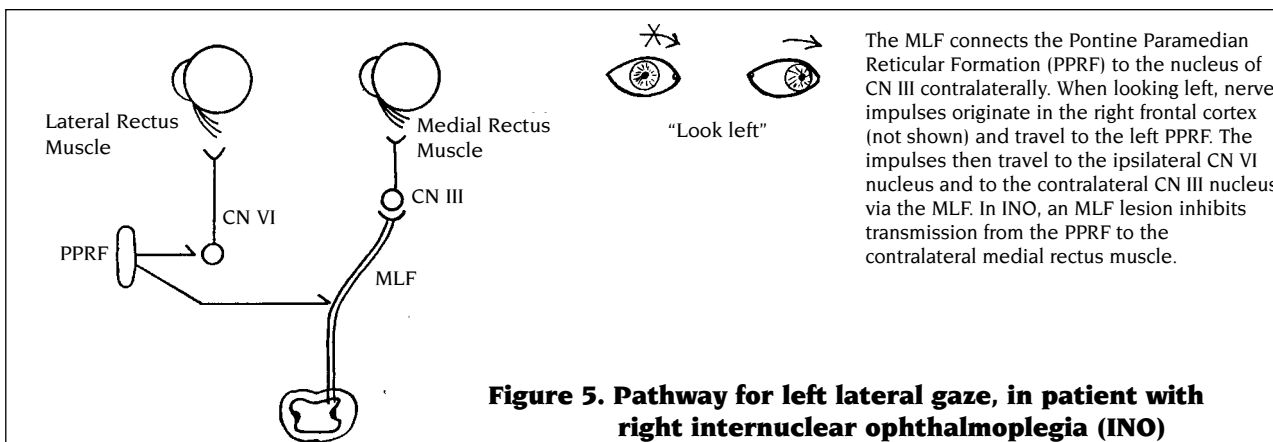 Lateral Rectus
Muscle
Medial Rectus
Muscle
CN VI
CN III
PPRF
MLF
"Look left"
The MLF connects the Pontine Paramedian
Reticular Formation (PPRF) to the nucleus of
CN III contralaterally. When looking left, nerve
impulses originate in the right frontal cortex
(not shown) and travel to the left PPRF. The
impulses then travel to the ipsilateral CN VI
nucleus and to the contralateral CN III nucleus
via the MLF. In INO, an MLF lesion inhibits
transmission from the PPRF to the
contralateral medial rectus muscle.
Figure 5. Pathway for left lateral gaze, in patient with
right internuclear ophthalmoplegia (INO)